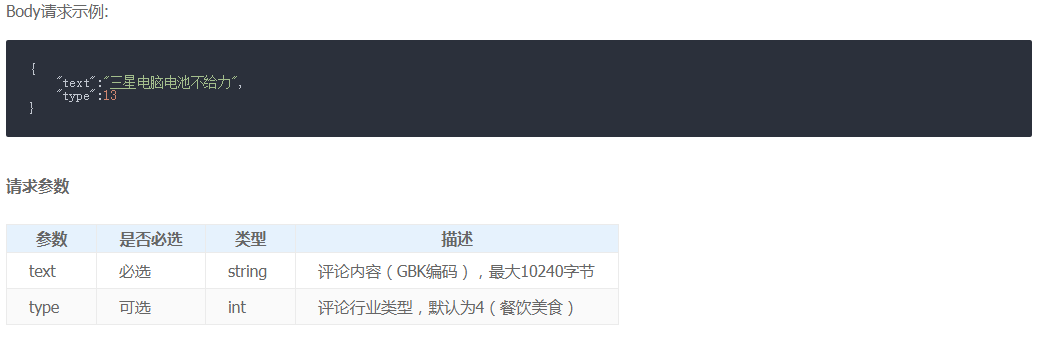 Body请求示例:
{
"text":"三星电脑电池不给力",
"type":13
}
请求参数
参数 是否必选 类型 描述
text 必选 string 评论内容（GBK编码），最大10240字节
type 可选 int 评论行业类型，默认为4（餐饮美食）